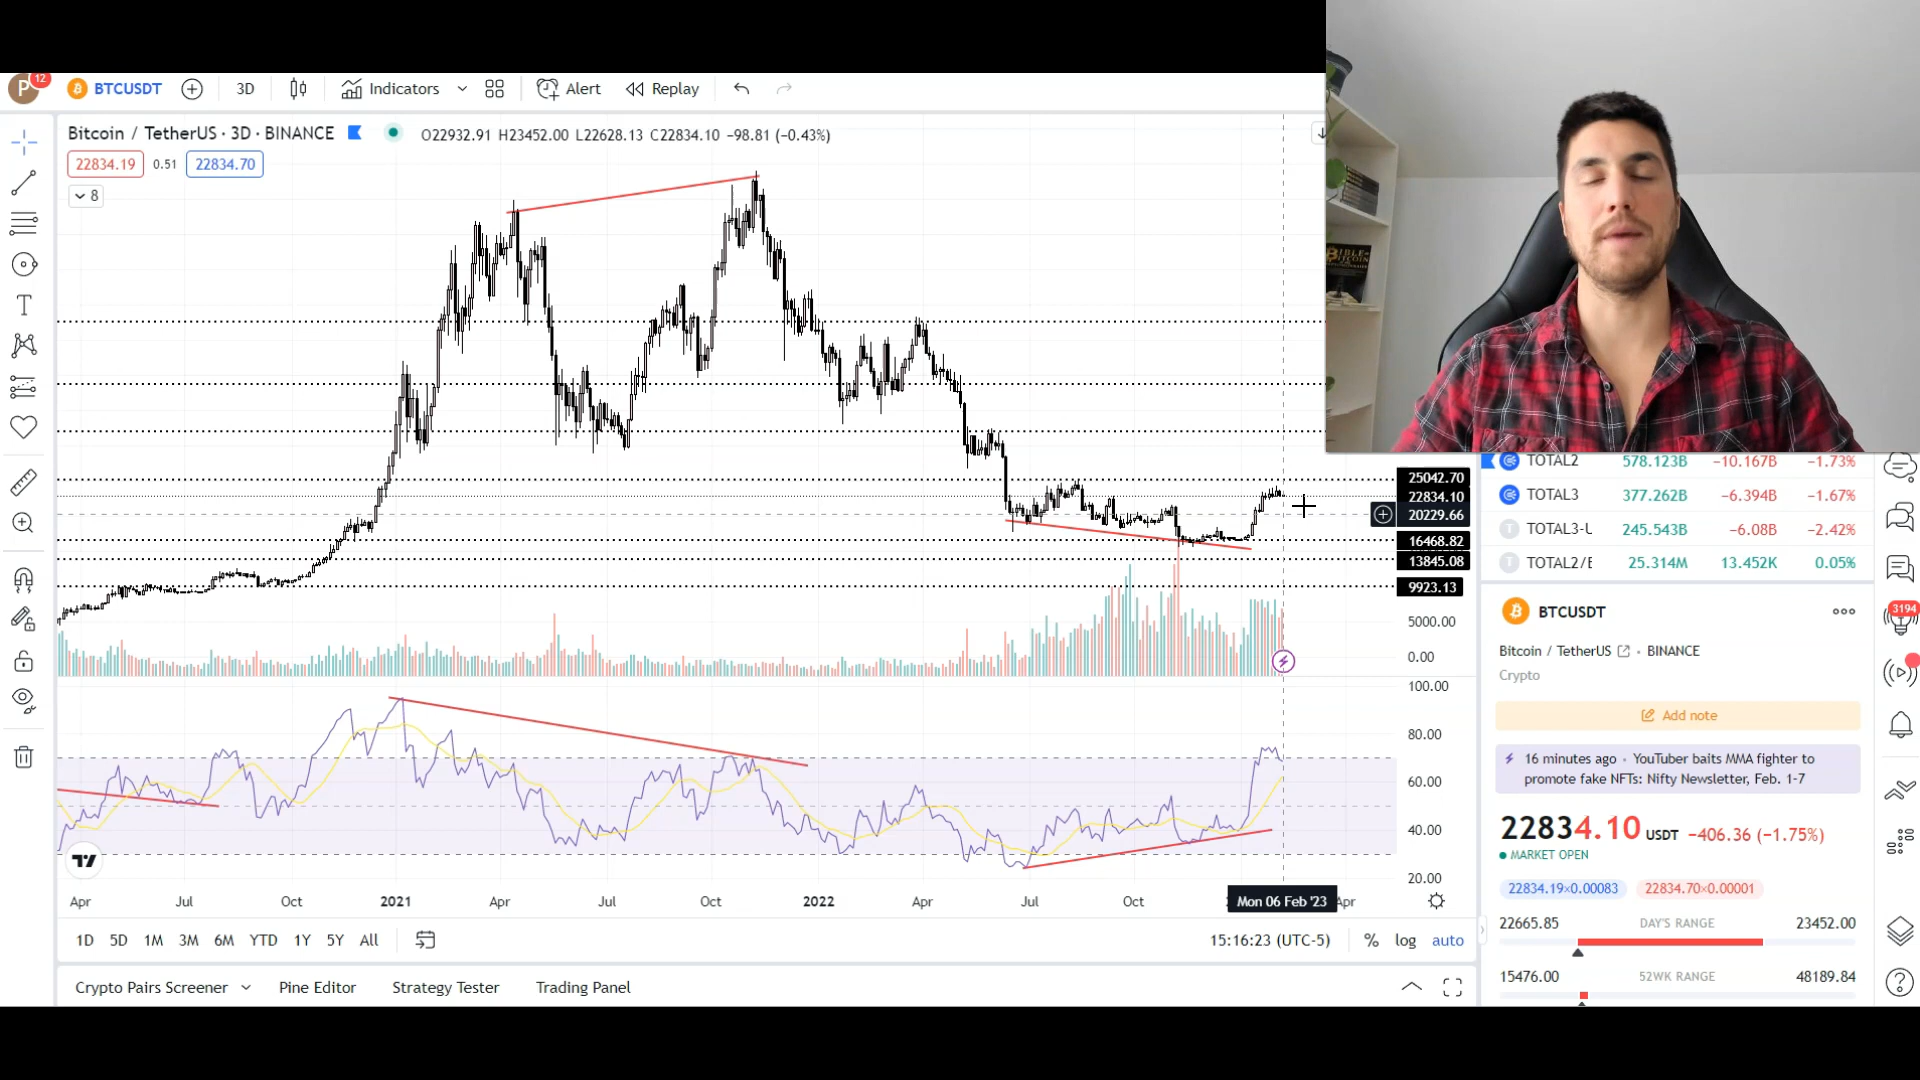 P 12 BTCUSDT 3D Indicators Alert Replay
Bitcoin / TetherUS · 3D · BINANCE O22932.91 H23452.00 L22628.13 C22834.10 −98.81 (−0.43%)
22834.19 0.51 22834.70
8
BIBLE
BITCOIN
TOTAL2 578.123B −10.167B −1.73%
TOTAL3 377.262B −6.394B −1.67%
TOTAL3-U 245.543B −6.08B −2.42%
TOTAL2/E 25.314M 13.452K 0.05%
25042.70
22834.10
20229.66
16468.82
13845.08
9923.13
5000.00
0.00
100.00
80.00
60.00
40.00
20.00
Apr Jul Oct 2021 Apr Jul Oct 2022 Apr Jul Oct Mon 06 Feb '23 Apr
1D 5D 1M 3M 6M YTD 1Y 5Y All 15:16:23 (UTC-5) % log auto
Crypto Pairs Screener Pine Editor Strategy Tester Trading Panel
BTCUSDT
Bitcoin / TetherUS · BINANCE
Crypto
Add note
16 minutes ago · YouTuber baits MMA fighter to
promote fake NFTs: Nifty Newsletter, Feb. 1-7
22834.10 USDT −406.36 (−1.75%)
MARKET OPEN
22834.19×0.00083 22834.70×0.00001
22665.85 DAY'S RANGE 23452.00
15476.00 52WK RANGE 48189.84
3194